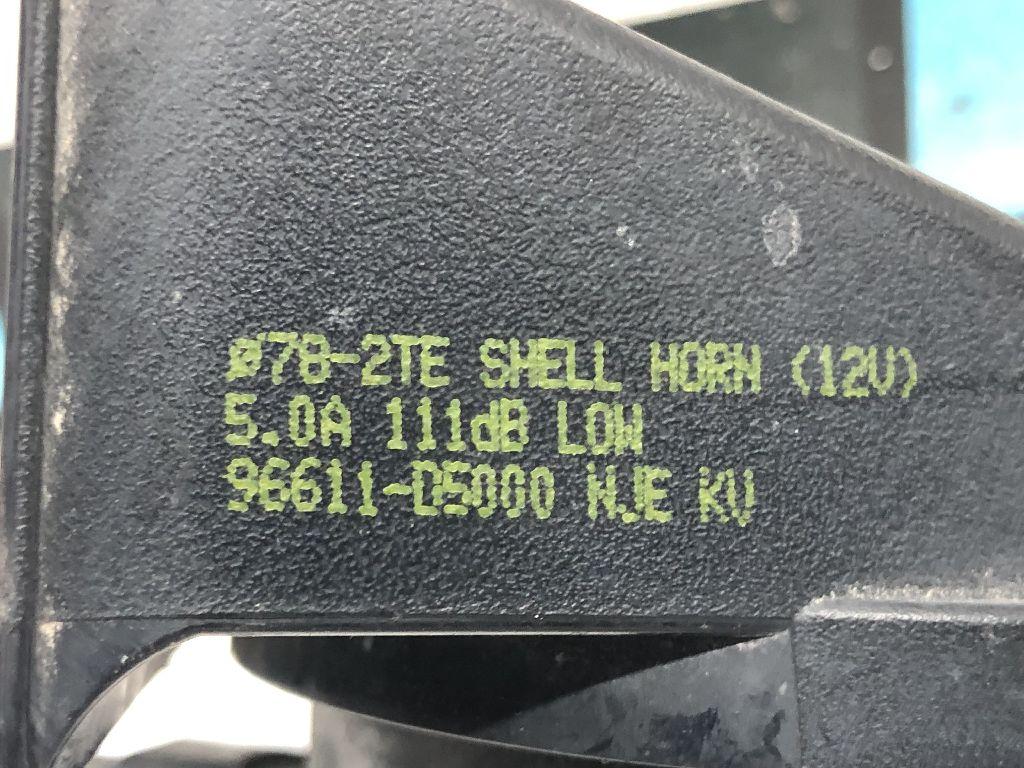 Ø78-2TE SHELL HORN (12V)
5.0A 111dB LOW
96611-D5000 NJE KV